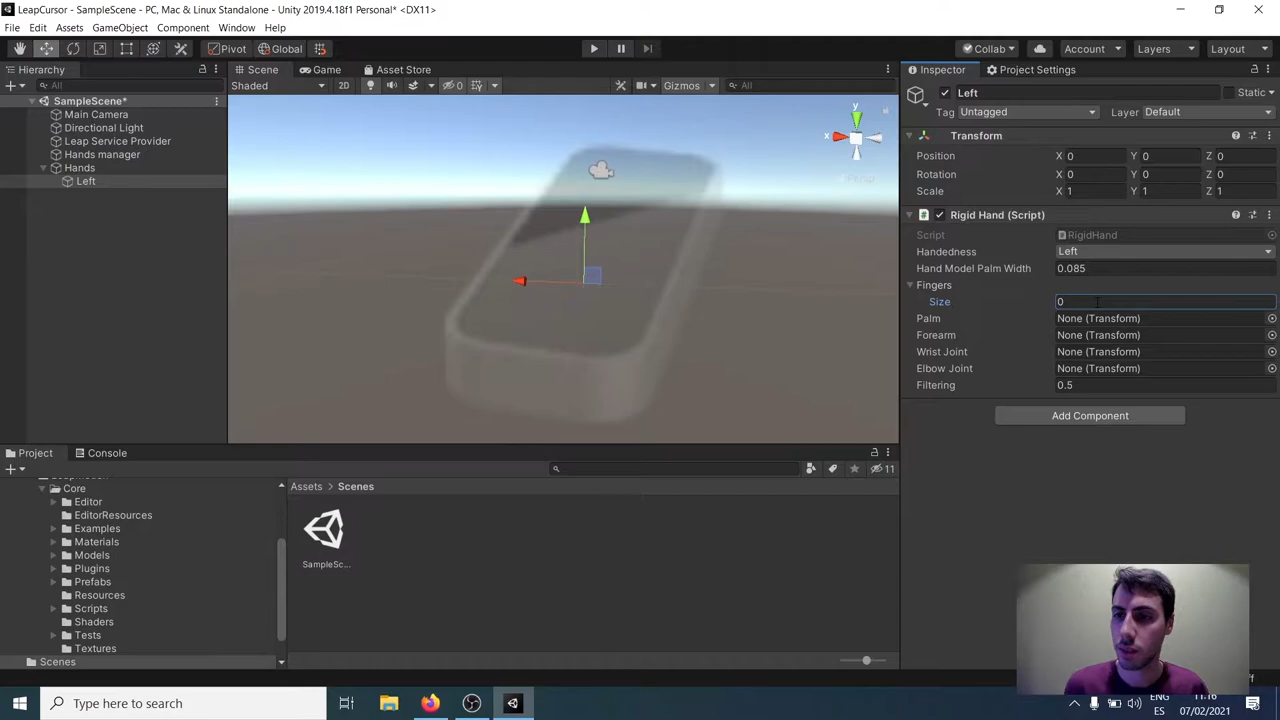 LeapCursor - SampleScene - PC, Mac & Linux Standalone - Unity 2019.4.18f1 Personal* <DX11>
File Edit Assets GameObject Component Window Help
Pivot Global Collab Account Layers Layout
Hierarchy
All
SampleScene*
Main Camera
Directional Light
Leap Service Provider
Hands manager
Hands
Left
Scene Game Asset Store
Shaded 2D 0 Gizmos All
y
x
Inspector Project Settings
Left Static
Tag Untagged Layer Default
Transform
Position X 0 Y 0 Z 0
Rotation X 0 Y 0 Z 0
Scale X 1 Y 1 Z 1
Rigid Hand (Script)
Script RigidHand
Handedness Left
Hand Model Palm Width 0.085
Fingers
Size 0
Palm None (Transform)
Forearm None (Transform)
Wrist Joint None (Transform)
Elbow Joint None (Transform)
Filtering 0.5
Add Component
Project Console
11
Core
Editor
EditorResources
Examples
Materials
Models
Plugins
Prefabs
Resources
Scripts
Shaders
Tests
Textures
Scenes
Assets > Scenes
SampleSc...
Type here to search
ENG
ES
11:16
07/02/2021